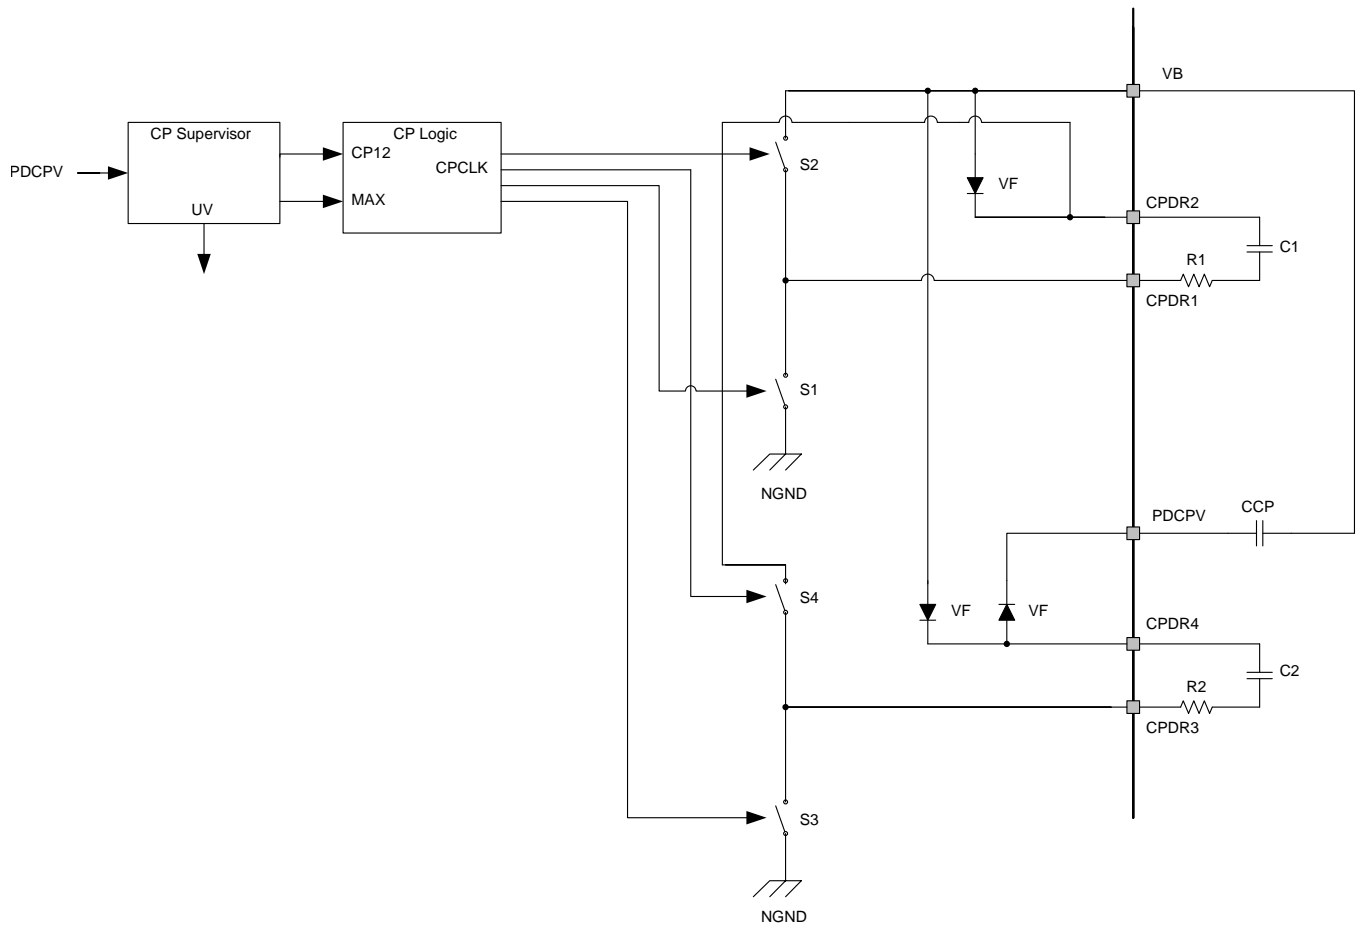 VB
CP Supervisor
CP Logic
CP12
CPCLK
S2
PDCPV
MAX
VF
UV
CPDR2
C1
R1
CPDR1
S1
NGND
CCP
PDCPV
S4
VF
VF
CPDR4
C2
R2
CPDR3
S3
NGND